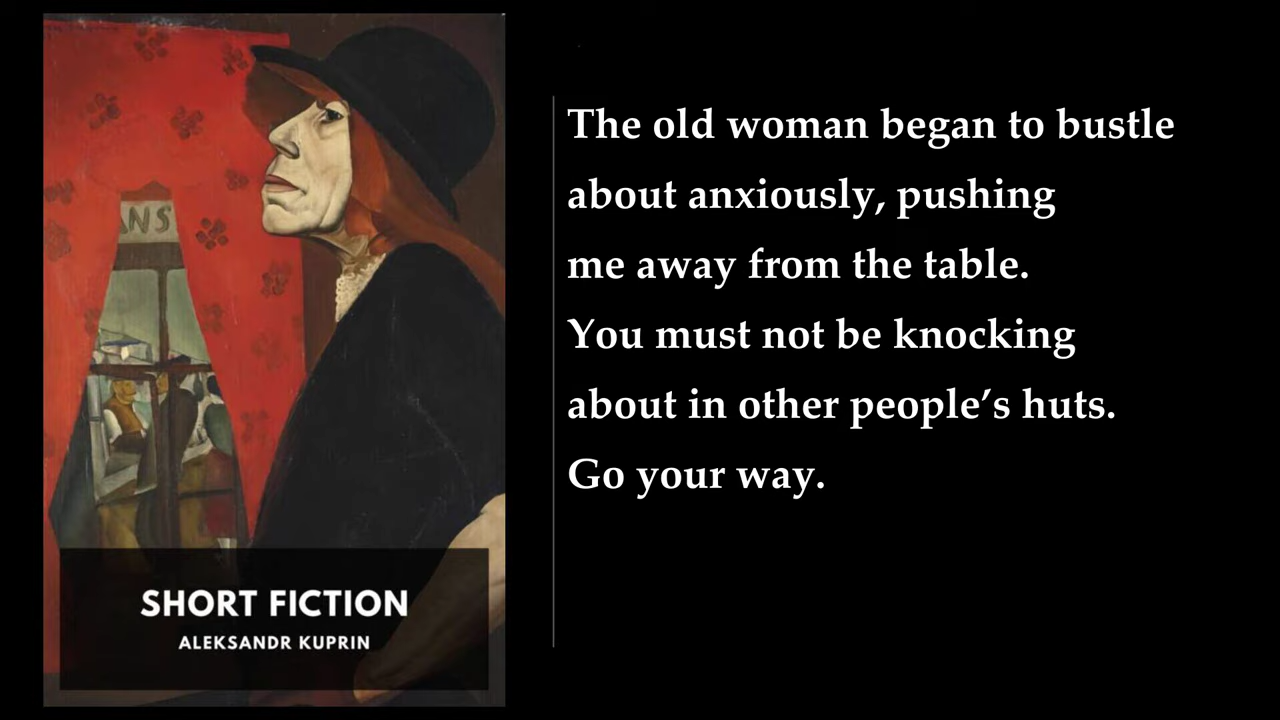 ANS
SHORT FICTION
ALEKSANDR KUPRIN
The old woman began to bustle
about anxiously, pushing
me away from the table.
You must not be knocking
about in other people’s huts.
Go your way.